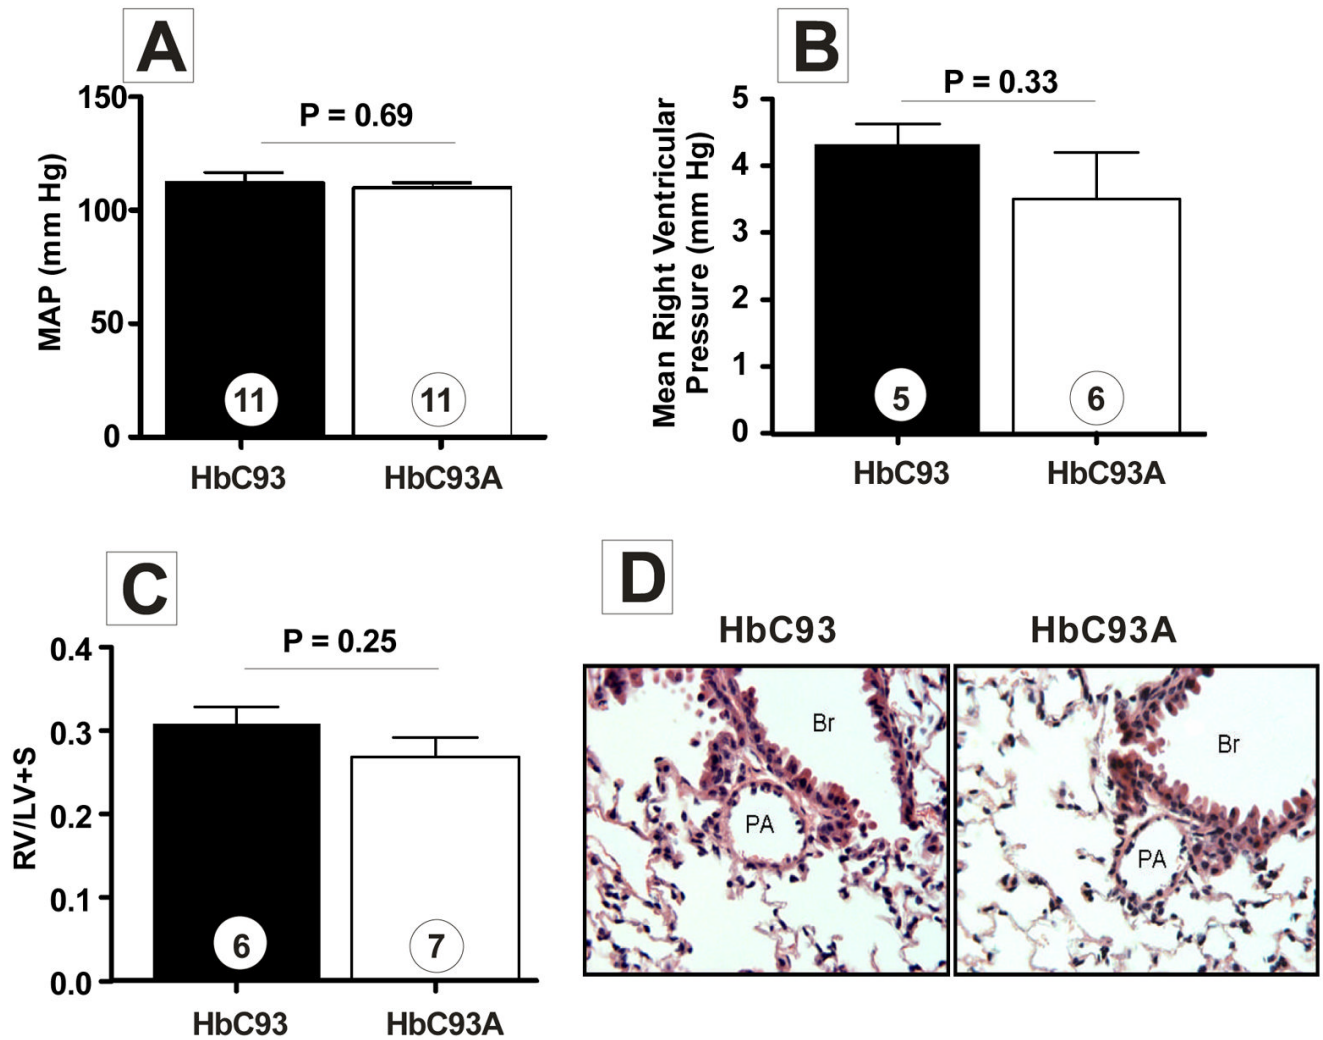 A
MAP (mm Hg)
150
100
50
0
P = 0.69
11
11
HbC93
HbC93A
B
Mean Right Ventricular
Pressure (mm Hg)
5
4
3
2
1
0
P = 0.33
5
6
HbC93
HbC93A
C
RV/LV+S
0.4
0.3
0.2
0.1
0.0
P = 0.25
6
7
HbC93
HbC93A
D
HbC93
HbC93A
Br
PA
Br
PA